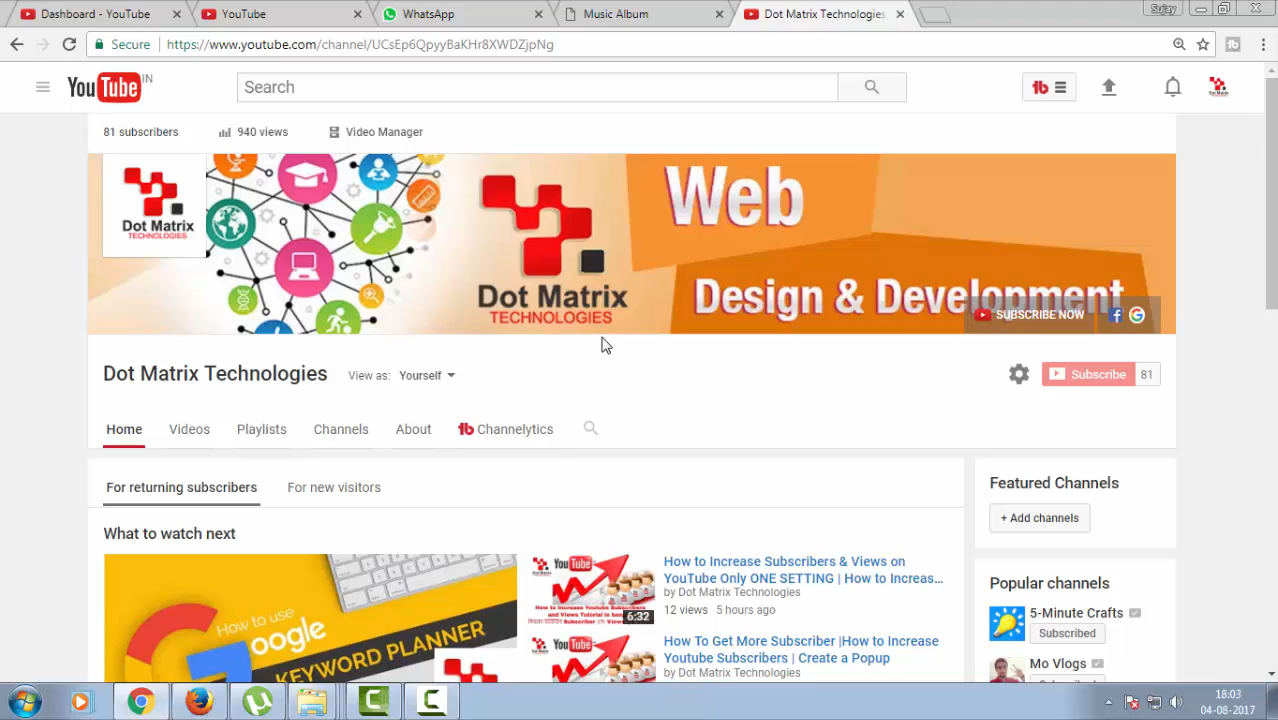 Dashboard - YouTube
YouTube
WhatsApp
Music Album
Dot Matrix Technologies
Sujay
Secure
https://www.youtube.com/channel/UCsEp6QpyyBaKHr8XWDZjpNg
YouTube IN
Search
81 subscribers
940 views
Video Manager
Dot Matrix
TECHNOLOGIES
Dot Matrix
TECHNOLOGIES
Web
Design & Development
SUBSCRIBE NOW
Dot Matrix Technologies
View as: Yourself
Subscribe 81
Home
Videos
Playlists
Channels
About
Channelytics
For returning subscribers
For new visitors
Featured Channels
+ Add channels
What to watch next
How to use
Google
KEYWORD PLANNER
How to Increase Subscribers & Views on
YouTube Only ONE SETTING | How to Increas...
by Dot Matrix Technologies
12 views 5 hours ago
6:32
How To Get More Subscriber |How to Increase
Youtube Subscribers | Create a Popup
by Dot Matrix Technologies
Popular channels
5-Minute Crafts
Subscribed
Mo Vlogs
18:03
04-08-2017